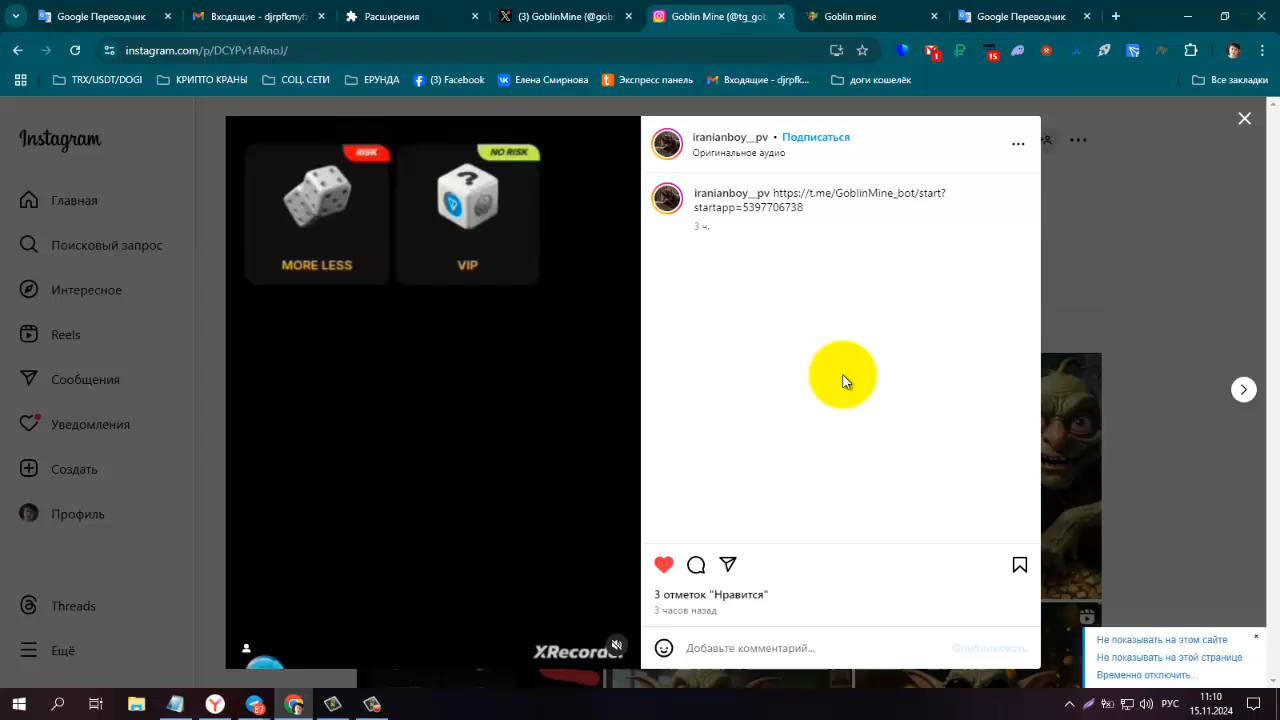 Google Переводчик
Входящие - djrpfkmyf
Расширения
(3) GoblinMine (@gob
Goblin Mine (@tg_gob
Goblin mine
Google Переводчик
instagram.com/p/DCYPv1ARnoJ/
1
15
TRX/USDT/DOGI
КРИПТО КРАНЫ
СОЦ. СЕТИ
ЕРУНДА
(3) Facebook
Елена Смирнова
Экспресс панель
Входящие - djrpfk...
доги кошелёк
Все закладки
Instagram
Главная
Поисковый запрос
Интересное
Reels
Сообщения
Уведомления
Создать
Профиль
Threads
Ещё
RISK
NO RISK
MORE LESS
VIP
iranianboy__pv • Подписаться
Оригинальное аудио
iranianboy__pv https://t.me/GoblinMine_bot/start?
startapp=5397706738
3 ч.
3 отметок "Нравится"
3 часов назад
Добавьте комментарий...
Опубликовать
Не показывать на этом сайте
Не показывать на этой странице
Временно отключить...
РУС
11:10
15.11.2024